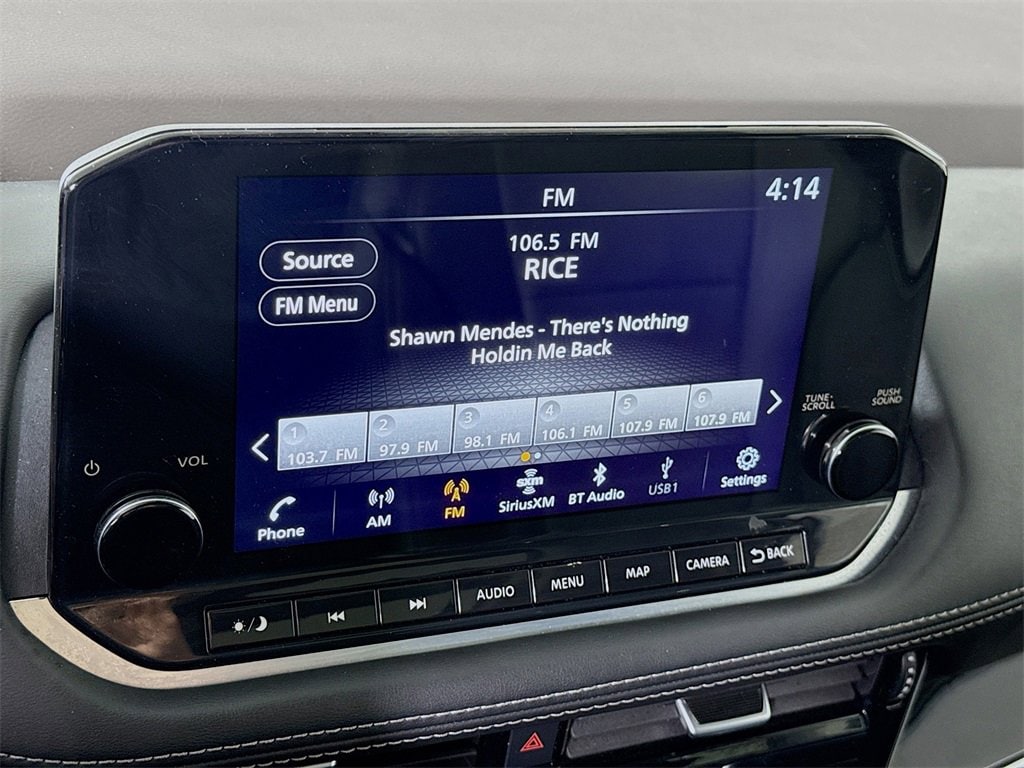 FM
4:14
106.5 FM
RICE
Source
FM Menu
Shawn Mendes - There's Nothing
Holdin Me Back
1
103.7 FM
2
97.9 FM
3
98.1 FM
4
106.1 FM
5
107.9 FM
6
107.9 FM
Phone
AM
FM
sxm
SiriusXM
BT Audio
USB1
Settings
VOL
TUNE·
SCROLL
PUSH
SOUND
AUDIO
MENU
MAP
CAMERA
BACK